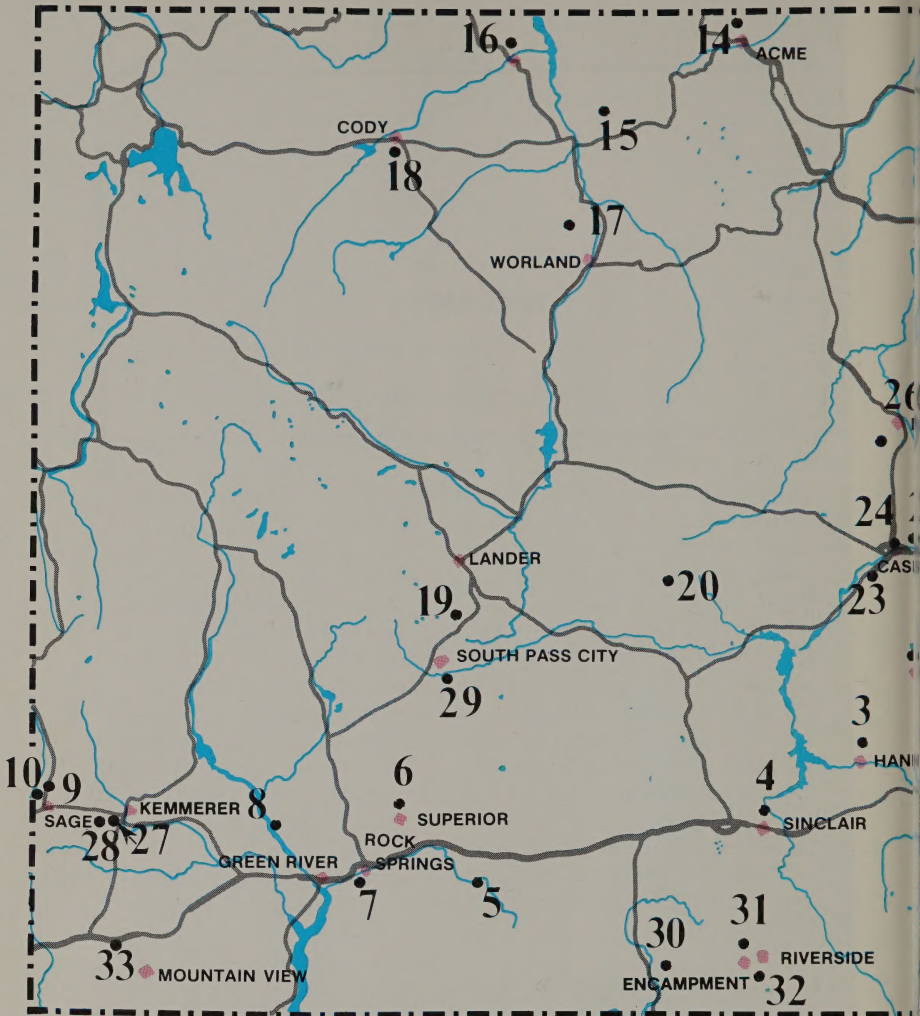 16
14
ACME
CODY
15
18
17
WORLAND
26
24
LANDER
20
CAS
23
19
SOUTH PASS CITY
29
3
HAN
10
9
6
4
KEMMERER
8
SUPERIOR
SAGE
SINCLAIR
28
27
ROCK
GREEN RIVER
SPRINGS
7
5
31
30
RIVERSIDE
33
MOUNTAIN VIEW
ENCAMPMENT
32